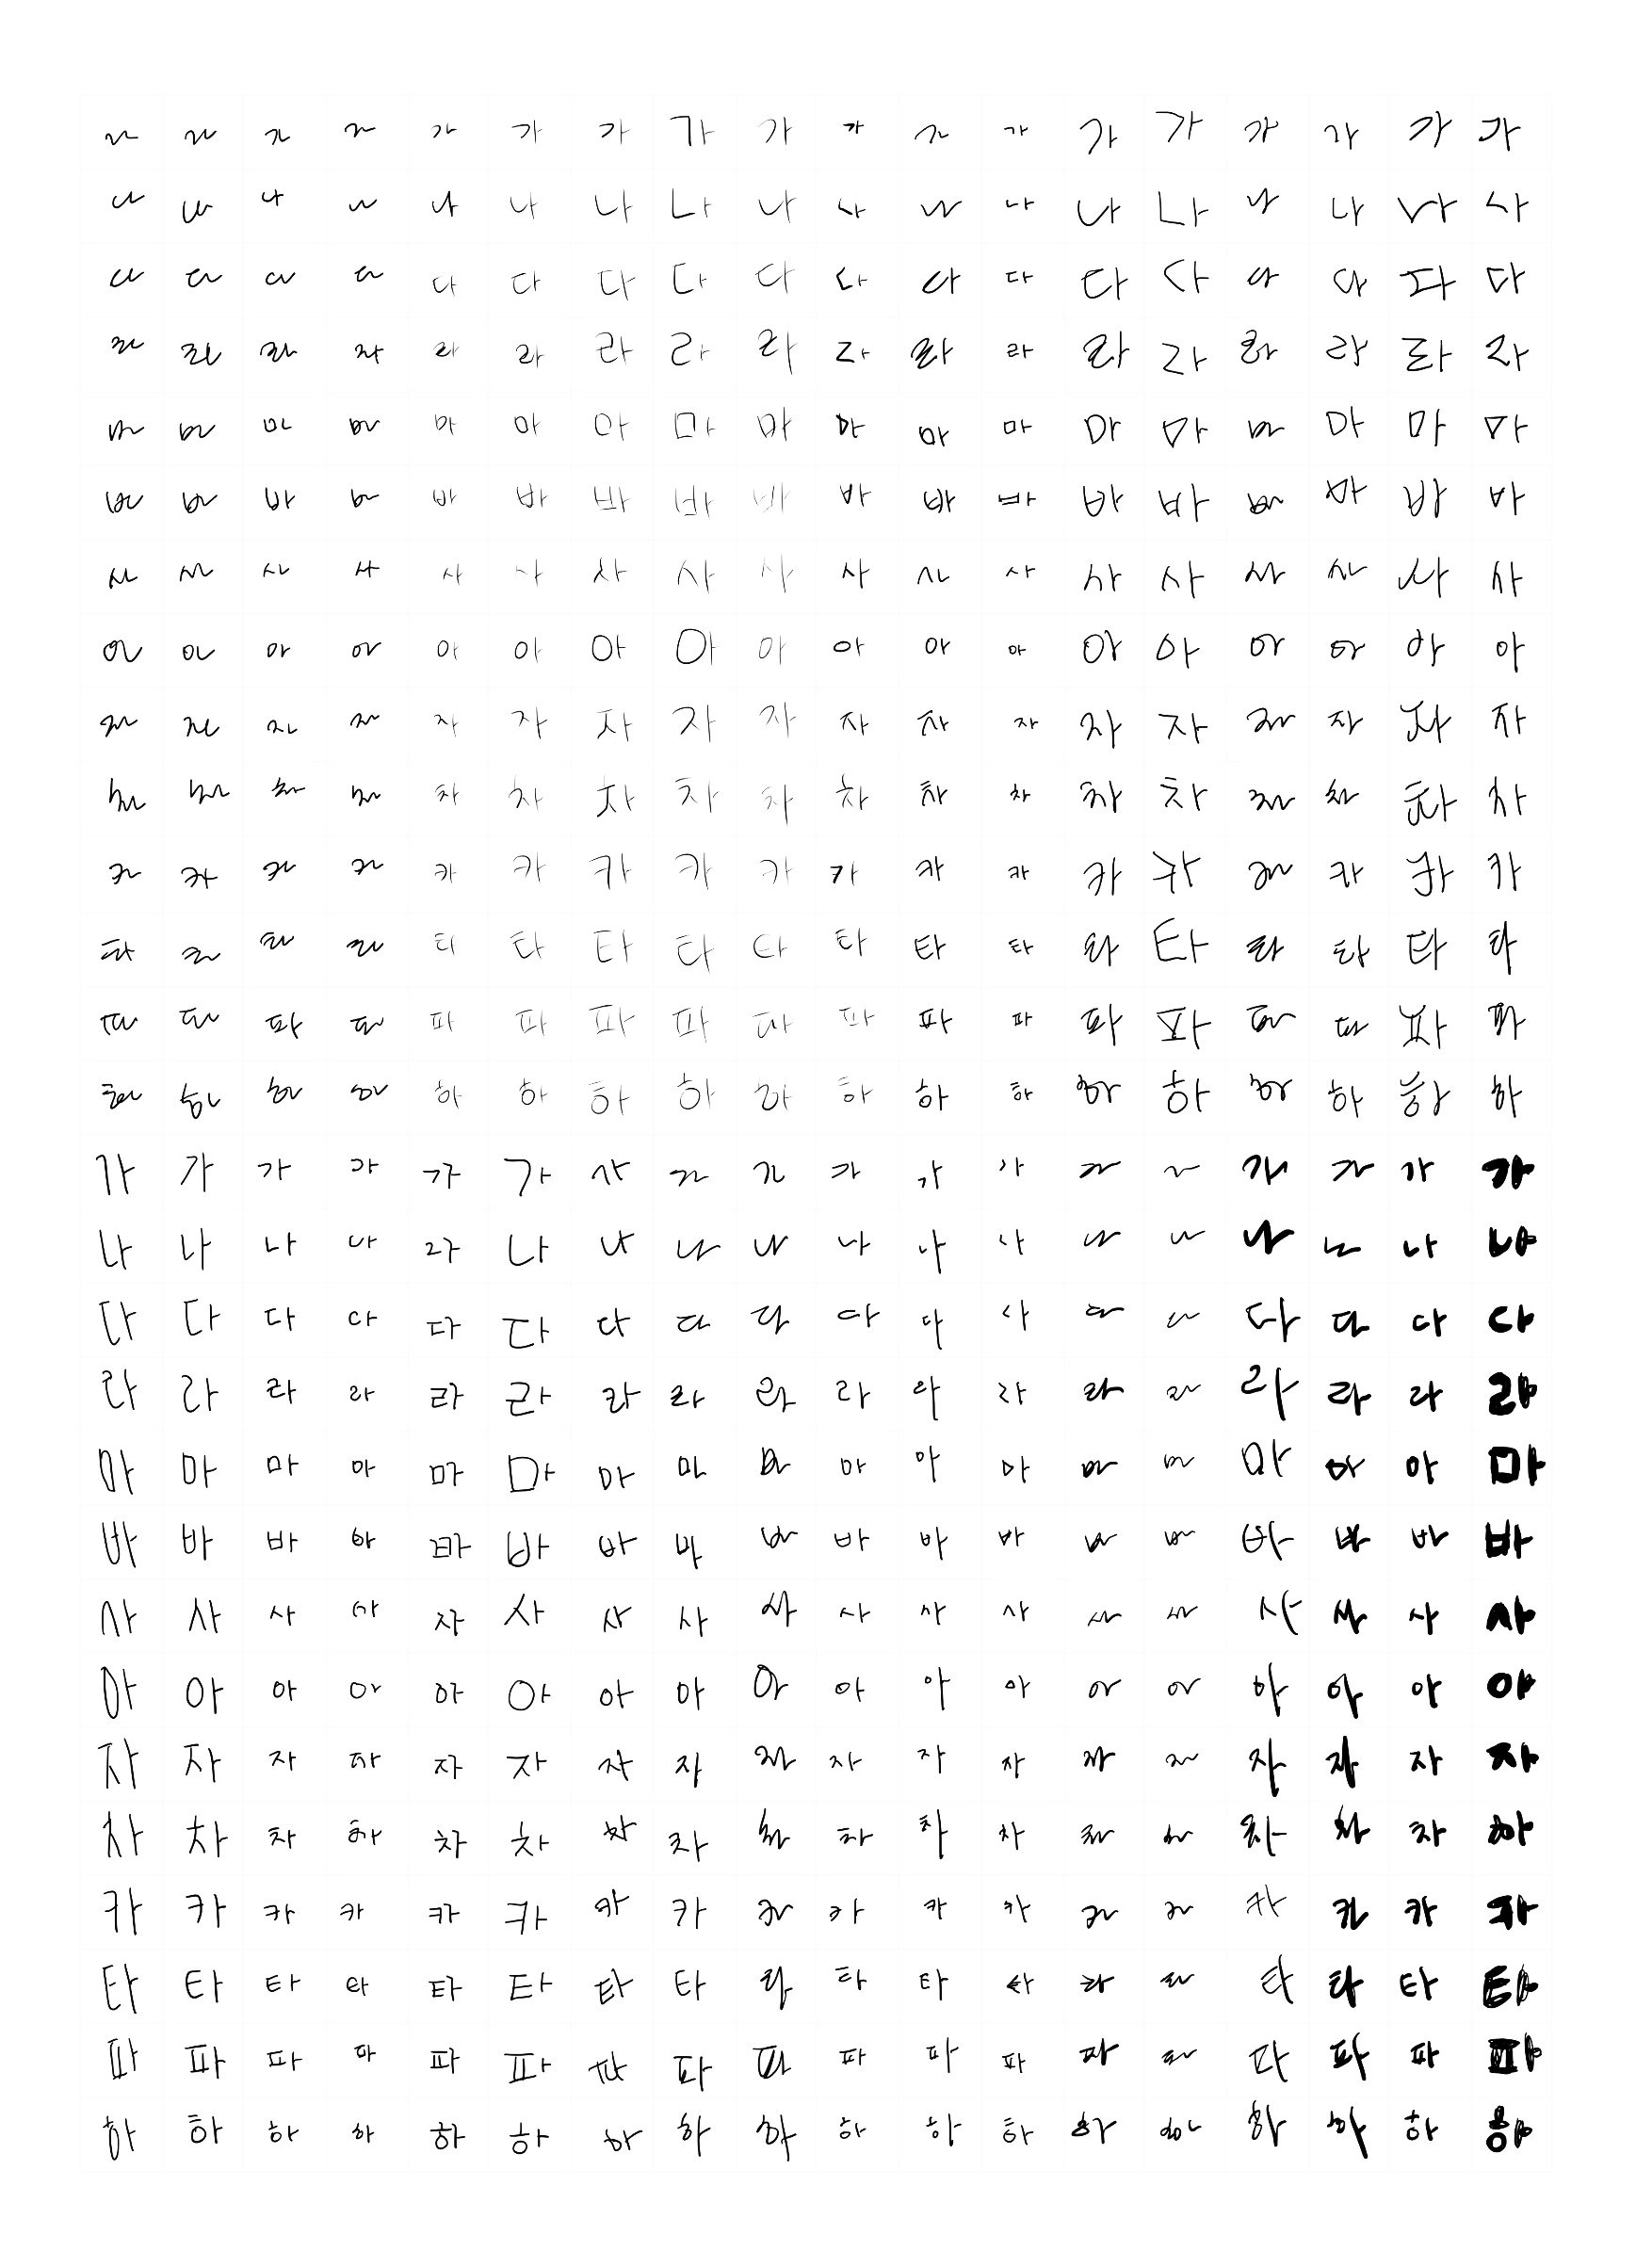 가 가 가 가 가 가 가 가 가 가 가 가 가 가 가 가 가 가
나 나 나 나 나 나 나 나 나 나 나 나 나 나 나 나 나 나
다 다 다 다 다 다 다 다 다 다 다 다 다 다 다 다 다 다
라 라 라 라 라 라 라 라 라 라 라 라 라 라 라 라 라 라
마 마 마 마 마 마 마 마 마 마 마 마 마 마 마 마 마 마
바 바 바 바 바 바 바 바 바 바 바 바 바 바 바 바 바 바
사 사 사 사 사 사 사 사 사 사 사 사 사 사 사 사 사 사
아 아 아 아 아 아 아 아 아 아 아 아 아 아 아 아 아 아
자 자 자 자 자 자 자 자 자 자 자 자 자 자 자 자 자 자
차 차 차 차 차 차 차 차 차 차 차 차 차 차 차 차 차 차
카 카 카 카 카 카 카 카 카 카 카 카 카 카 카 카 카 카
타 타 타 타 타 타 타 타 타 타 타 타 타 타 타 타 타 타
파 파 파 파 파 파 파 파 파 파 파 파 파 파 파 파 파 파
하 하 하 하 하 하 하 하 하 하 하 하 하 하 하 하 하 하
가 가 가 가 가 가 가 가 가 가 가 가 가 가 가 가 가 가
나 나 나 나 나 나 나 나 나 나 나 나 나 나 나 나 나 나
다 다 다 다 다 다 다 다 다 다 다 다 다 다 다 다 다 다
라 라 라 라 라 라 라 라 라 라 라 라 라 라 라 라 라 라
마 마 마 마 마 마 마 마 마 마 마 마 마 마 마 마 마 마
바 바 바 바 바 바 바 바 바 바 바 바 바 바 바 바 바 바
사 사 사 사 사 사 사 사 사 사 사 사 사 사 사 사 사 사
아 아 아 아 아 아 아 아 아 아 아 아 아 아 아 아 아 아
자 자 자 자 자 자 자 자 자 자 자 자 자 자 자 자 자 자
차 차 차 차 차 차 차 차 차 차 차 차 차 차 차 차 차 차
카 카 카 카 카 카 카 카 카 카 카 카 카 카 카 카 카 카
타 타 타 타 타 타 타 타 타 타 타 타 타 타 타 타 타 타
파 파 파 파 파 파 파 파 파 파 파 파 파 파 파 파 파 파
하 하 하 하 하 하 하 하 하 하 하 하 하 하 하 하 하 하